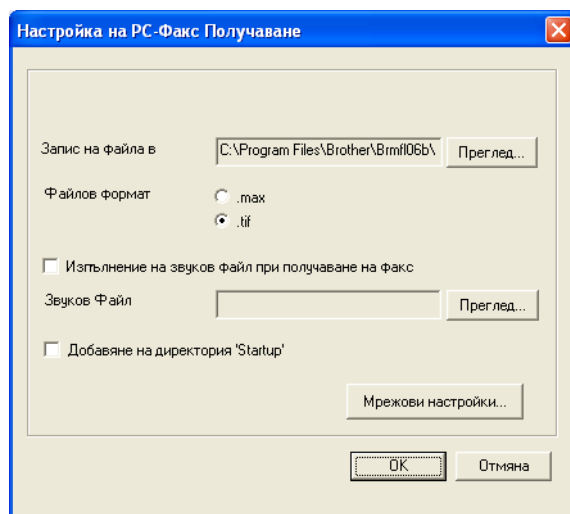 Настройка на PC-Факс Получаване
Запис на файла в C:\Program Files\Brother\Brmfl06b\ Преглед...
Файлов формат .max
.tif
Изпълнение на звуков файл при получаване на факс
Звуков Файл Преглед...
Добавяне на директория 'Startup'
Мрежови настройки...
OK Отмяна